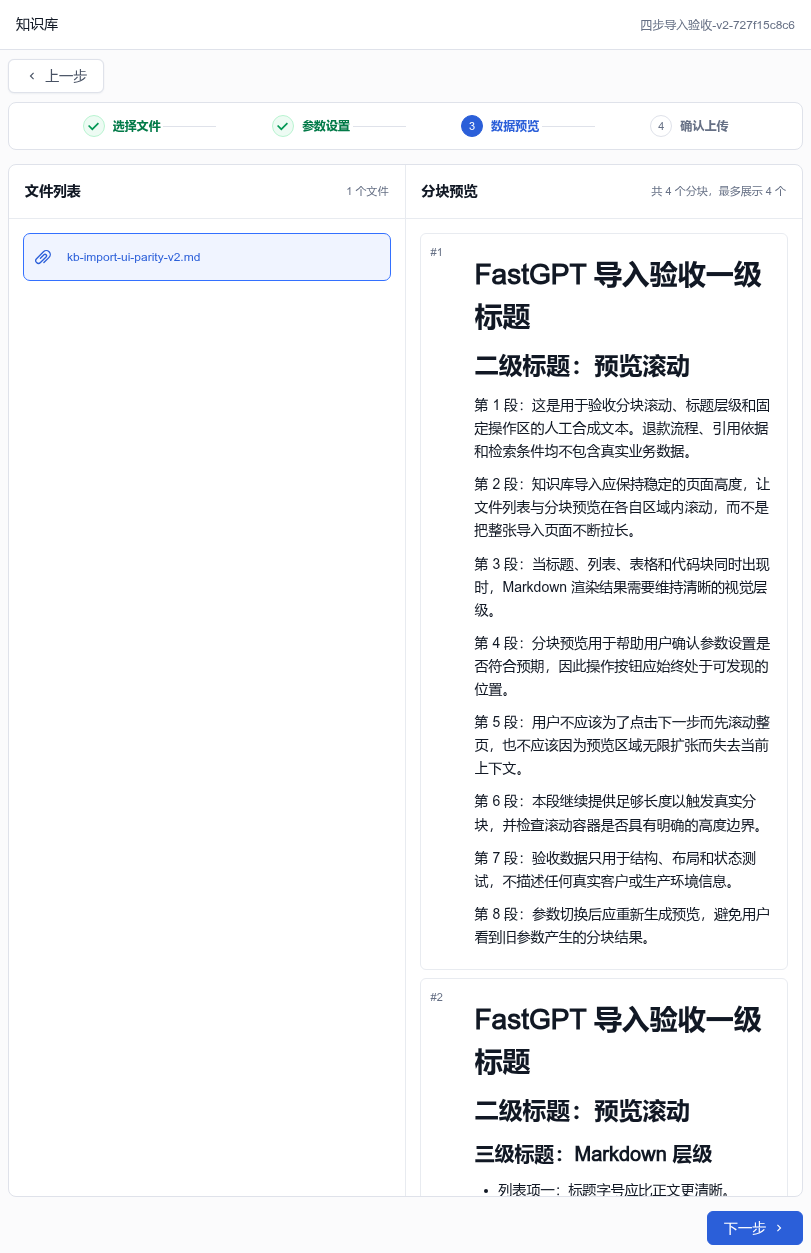 知识库
四步导入验收-v2-727f15c8c6
上一步
选择文件
参数设置
3 数据预览
4 确认上传
文件列表
1 个文件
kb-import-ui-parity-v2.md
分块预览
共 4 个分块，最多展示 4 个
#1
FastGPT 导入验收一级
标题
二级标题：预览滚动
第 1 段：这是用于验收分块滚动、标题层级和固
定操作区的人工合成文本。退款流程、引用依据
和检索条件均不包含真实业务数据。
第 2 段：知识库导入应保持稳定的页面高度，让
文件列表与分块预览在各自区域内滚动，而不是
把整张导入页面不断拉长。
第 3 段：当标题、列表、表格和代码块同时出现
时，Markdown 渲染结果需要维持清晰的视觉层
级。
第 4 段：分块预览用于帮助用户确认参数设置是
否符合预期，因此操作按钮应始终处于可发现的
位置。
第 5 段：用户不应该为了点击下一步而先滚动整
页，也不应该因为预览区域无限扩张而失去当前
上下文。
第 6 段：本段继续提供足够长度以触发真实分
块，并检查滚动容器是否具有明确的高度边界。
第 7 段：验收数据只用于结构、布局和状态测
试，不描述任何真实客户或生产环境信息。
第 8 段：参数切换后应重新生成预览，避免用户
看到旧参数产生的分块结果。
#2
FastGPT 导入验收一级
标题
二级标题：预览滚动
三级标题：Markdown 层级
• 列表项一：标题字号应比正文更清晰。
下一步